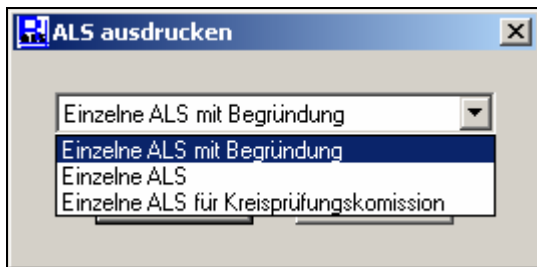 ALS ausdrucken
Einzelne ALS mit Begründung
Einzelne ALS mit Begründung
Einzelne ALS
Einzelne ALS für Kreisprüfungskomission